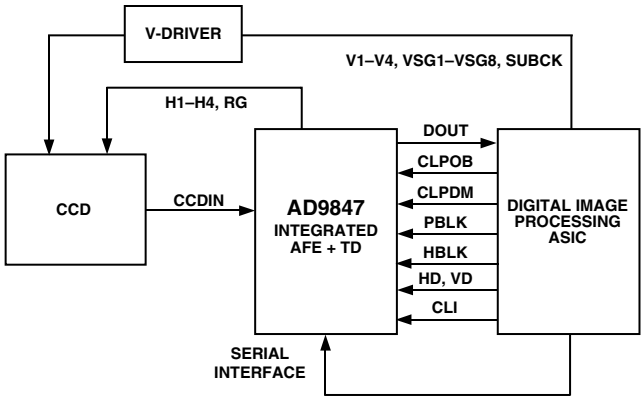 V-DRIVER
V1–V4, VSG1–VSG8, SUBCK
H1–H4, RG
DOUT
CLPOB
CCD
CCDIN
AD9847
INTEGRATED
AFE + TD
CLPDM
PBLK
HBLK
HD, VD
CLI
DIGITAL IMAGE
PROCESSING
ASIC
SERIAL
INTERFACE